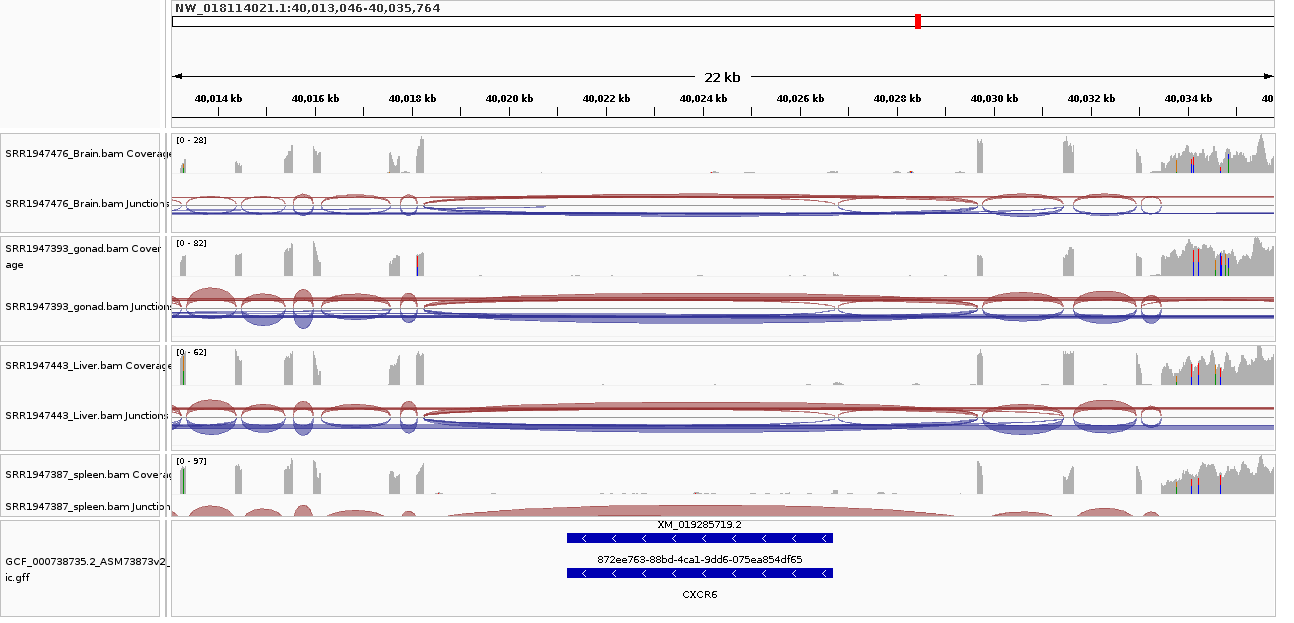 NW_018114021.1:40,013,046-40,035,764
22 kb
40,014 kb 40,016 kb 40,018 kb 40,020 kb 40,022 kb 40,024 kb 40,026 kb 40,028 kb 40,030 kb 40,032 kb 40,034 kb 40
[0 - 28]
SRR1947476_Brain.bam Coverage
SRR1947476_Brain.bam Junctions
[0 - 82]
SRR1947393_gonad.bam Cover
age
SRR1947393_gonad.bam Junction
[0 - 62]
SRR1947443_Liver.bam Coverage
SRR1947443_Liver.bam Junctions
[0 - 97]
SRR1947387_spleen.bam Coverag
SRR1947387_spleen.bam Junction
XM_019285719.2
GCF_000738735.2_ASM73873v2_
ic.gff
872ee763-88bd-4ca1-9dd6-075ea854df65
CXCR6